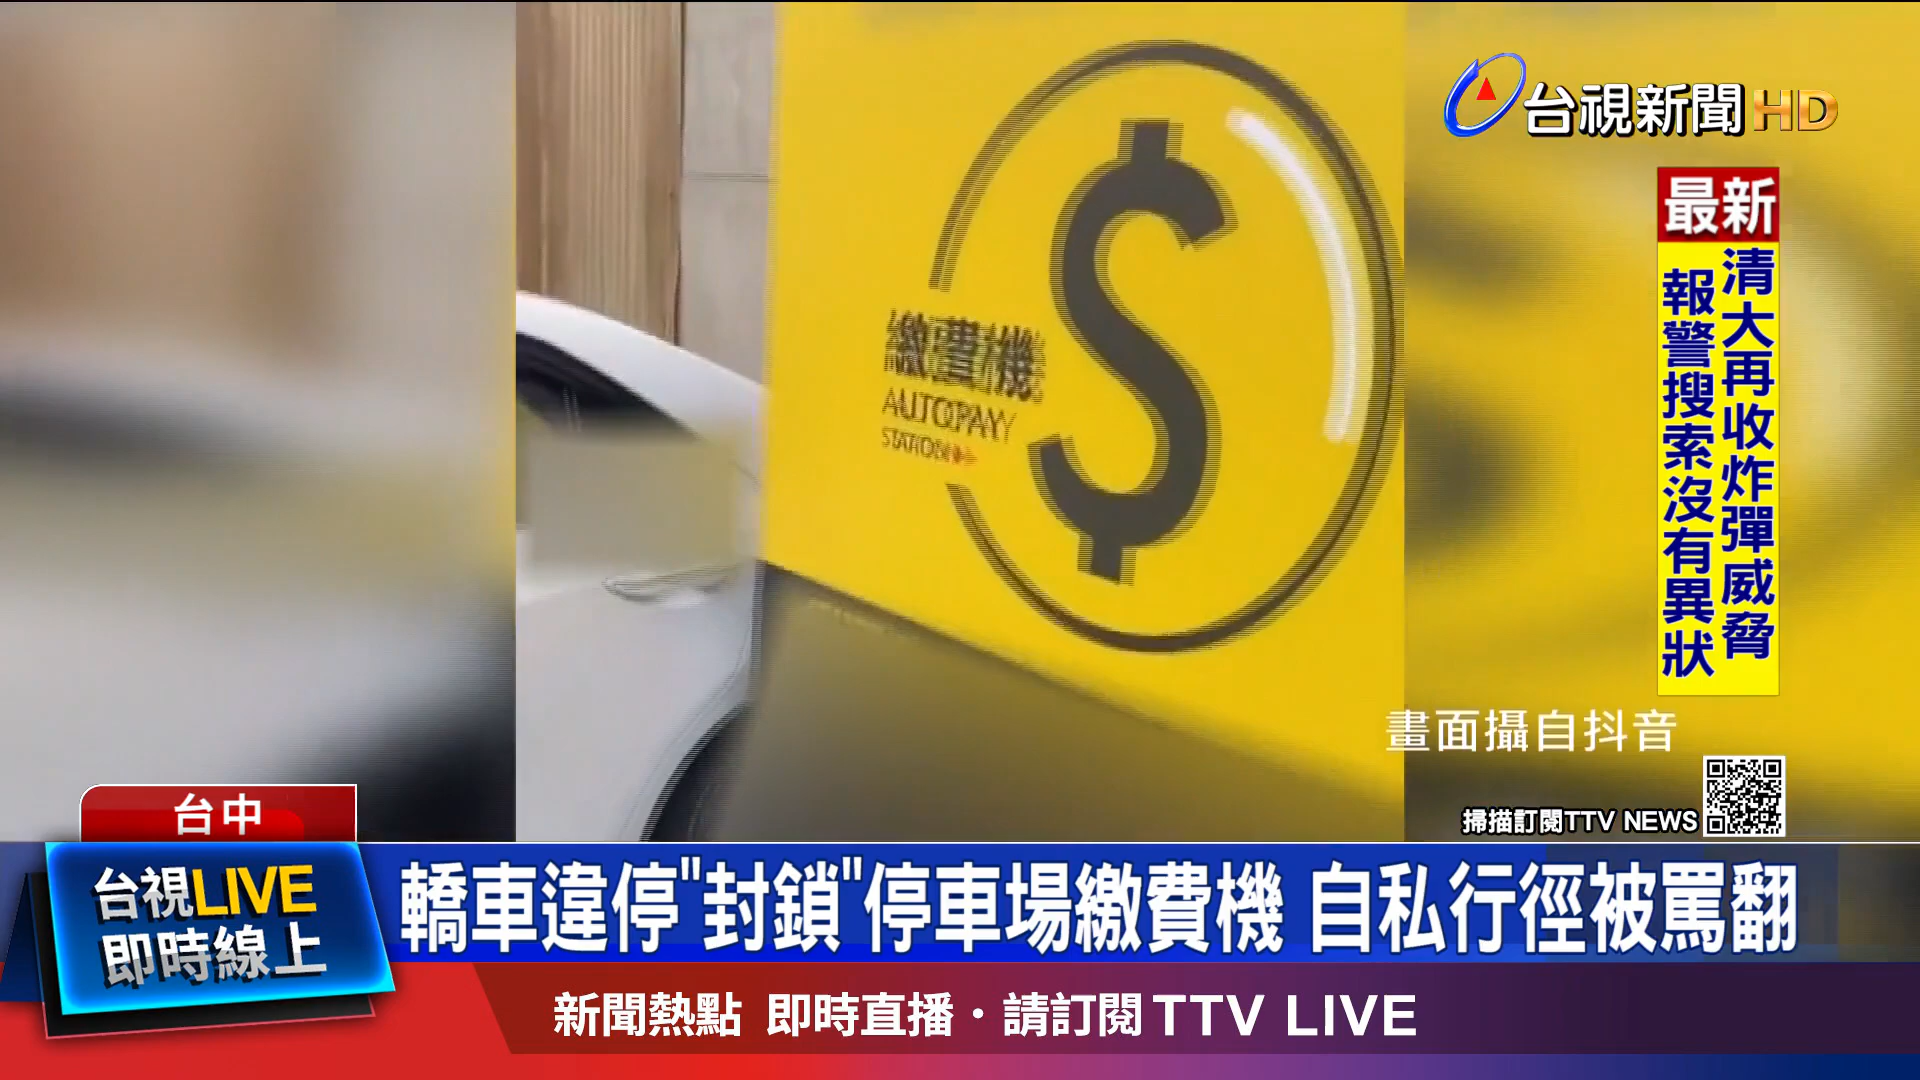 台視新聞HD
最新
清大再收炸彈威脅
報警搜索沒有異狀
繳費機
AUTOPAY
STATION
畫面攝自抖音
掃描訂閱TTV NEWS
台中
台視LIVE
即時線上
轎車違停"封鎖"停車場繳費機 自私行徑被罵翻
新聞熱點 即時直播・請訂閱TTV LIVE